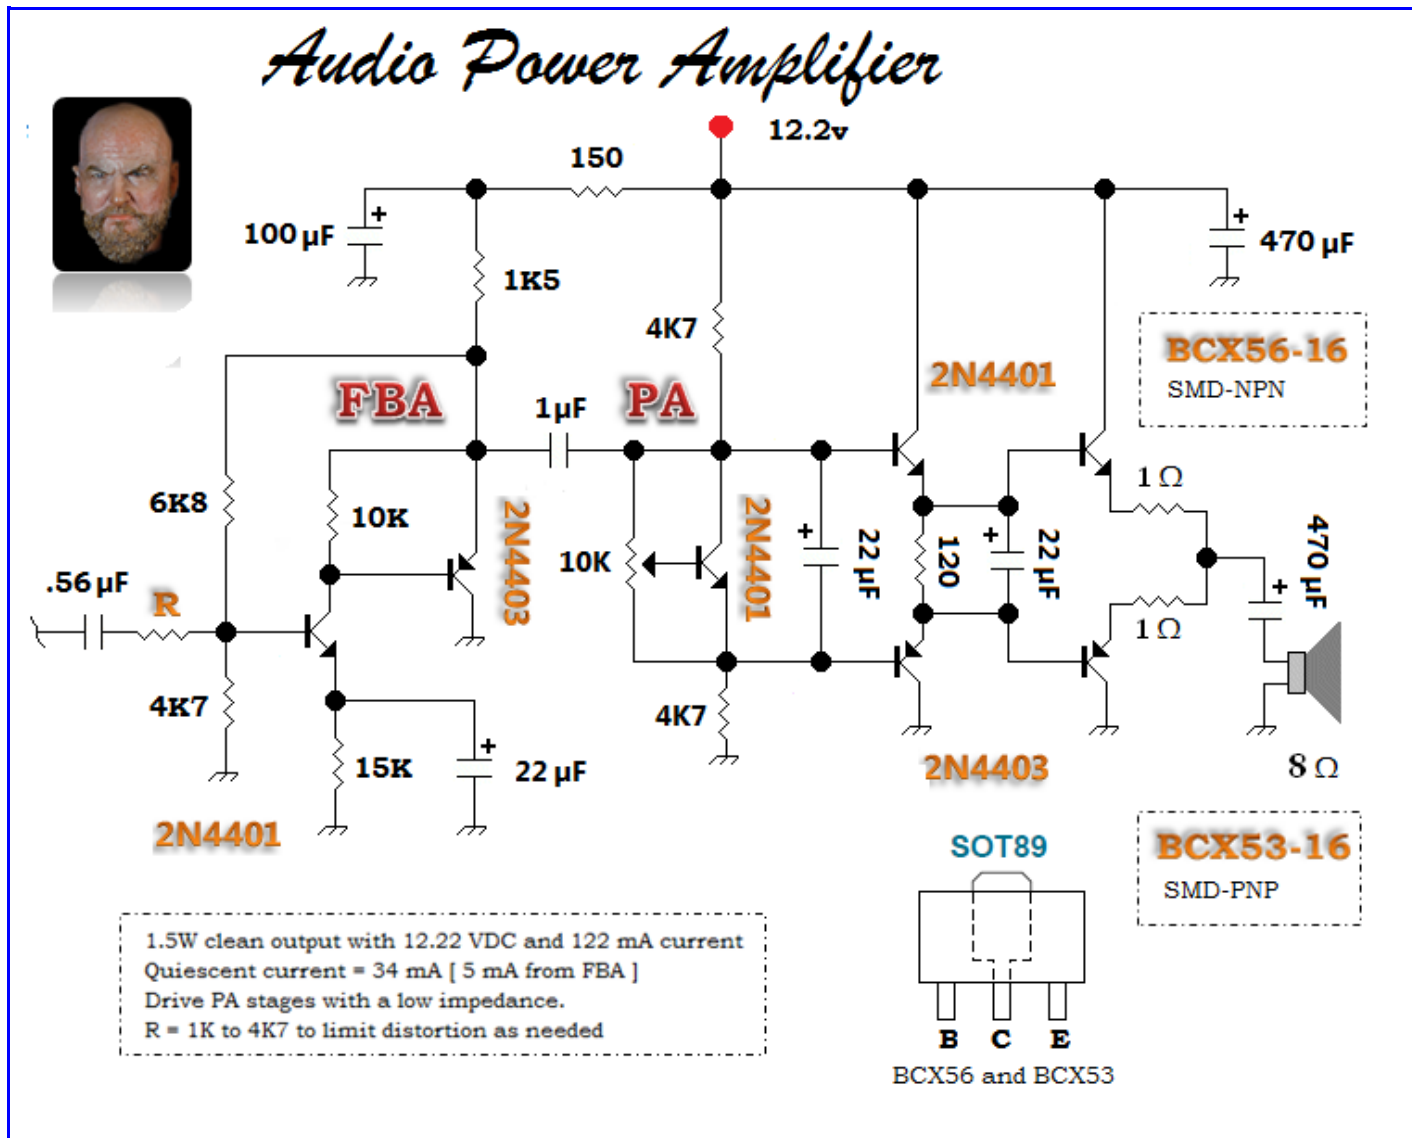 Audio Power Amplifier
12.2v
150
100 µF
470 µF
1K5
4K7
BCX56-16
SMD-NPN
2N4401
FBA
1µF
PA
1 Ω
6K8
10K
2N4403
10K
2N4401
22 µF
120
22 µF
470 µF
.56 µF
R
1 Ω
4K7
4K7
15K
22 µF
2N4401
2N4403
8 Ω
SOT89
BCX53-16
SMD-PNP
1.5W clean output with 12.22 VDC and 122 mA current
Quiescent current = 34 mA [ 5 mA from FBA ]
Drive PA stages with a low impedance.
R = 1K to 4K7 to limit distortion as needed
B C E
BCX56 and BCX53